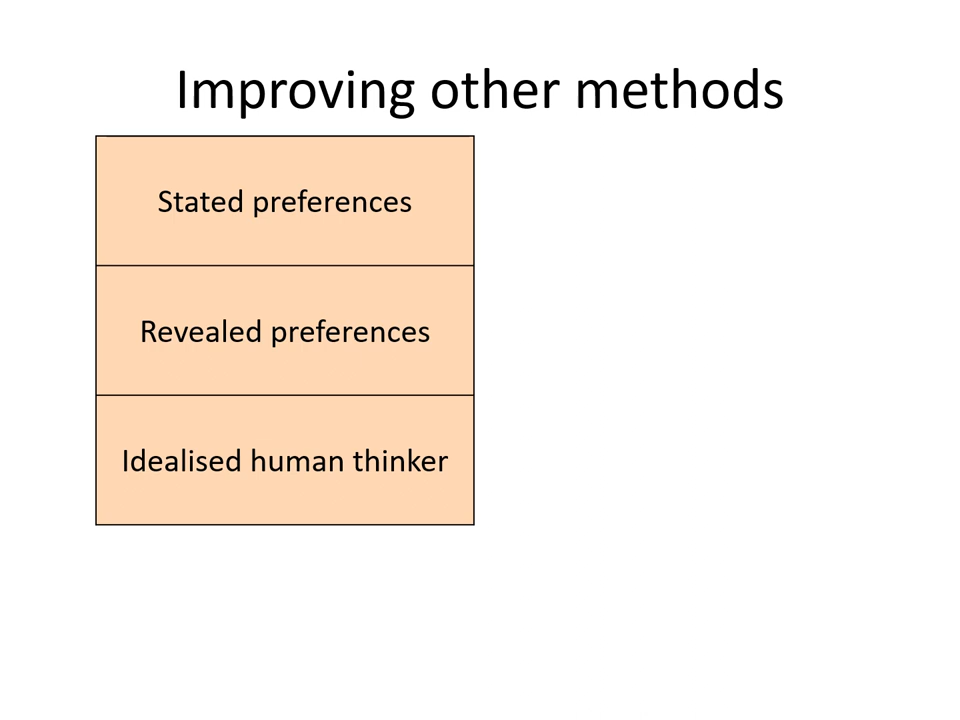 Improving other methods
Stated preferences
Revealed preferences
Idealised human thinker